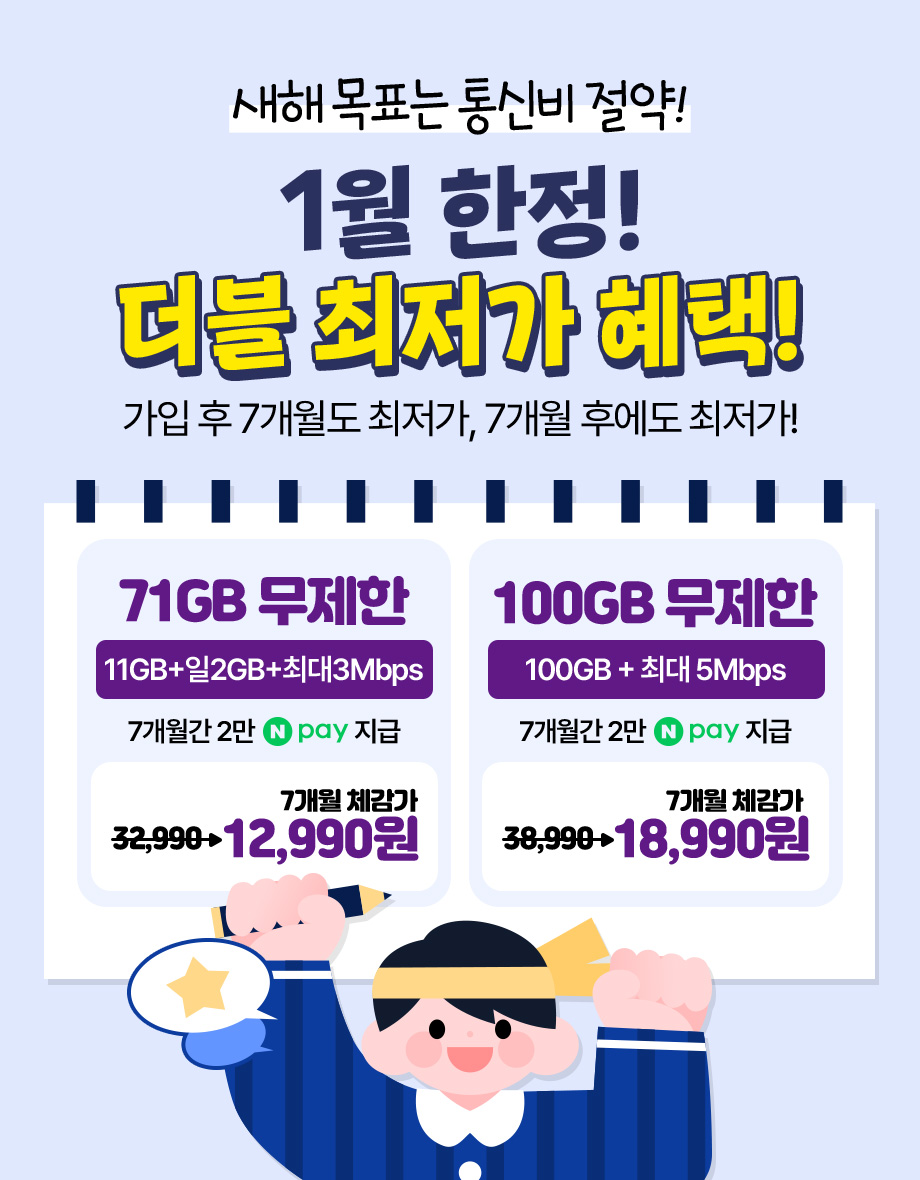 새해 목표는 통신비 절약!
1월 한정!
더블 최저가 혜택!
가입 후 7개월도 최저가, 7개월 후에도 최저가!
71GB 무제한
11GB+일2GB+최대3Mbps
7개월간 2만 N pay 지급
7개월 체감가
32,990→12,990원
100GB 무제한
100GB + 최대 5Mbps
7개월간 2만 N pay 지급
7개월 체감가
38,990→18,990원